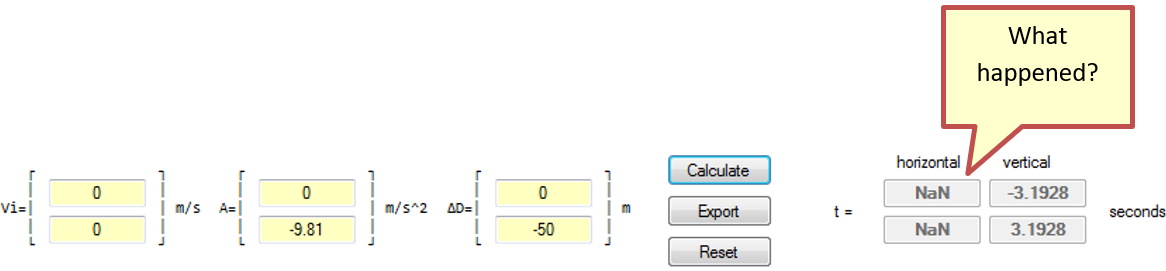 What
happened?
Calculate
horizontal vertical
0 0 0 NaN -3.1928
Vi= m/s A= m/s^2 ΔD= m Export t = seconds
0 -9.81 -50 NaN 3.1928
Reset